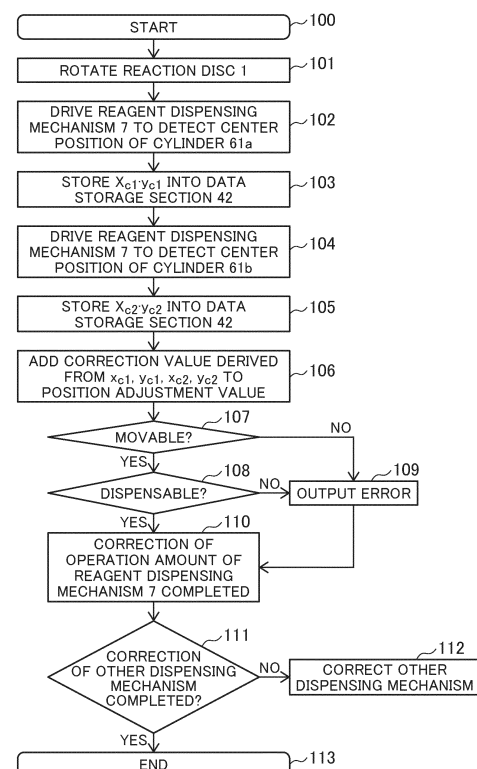 START
100
ROTATE REACTION DISC 1
101
DRIVE REAGENT DISPENSING
MECHANISM 7 TO DETECT CENTER
POSITION OF CYLINDER 61a
102
STORE Xc1·yc1 INTO DATA
STORAGE SECTION 42
103
DRIVE REAGENT DISPENSING
MECHANISM 7 TO DETECT CENTER
POSITION OF CYLINDER 61b
104
STORE Xc2·yc2 INTO DATA
STORAGE SECTION 42
105
ADD CORRECTION VALUE DERIVED
FROM xc1, yc1, xc2, yc2 TO
POSITION ADJUSTMENT VALUE
106
107
MOVABLE?
NO
YES
108
DISPENSABLE?
NO
109
OUTPUT ERROR
YES
110
CORRECTION OF
OPERATION AMOUNT OF
REAGENT DISPENSING
MECHANISM 7 COMPLETED
111
CORRECTION
OF OTHER DISPENSING
MECHANISM
COMPLETED?
NO
112
CORRECT OTHER
DISPENSING MECHANISM
YES
END
113